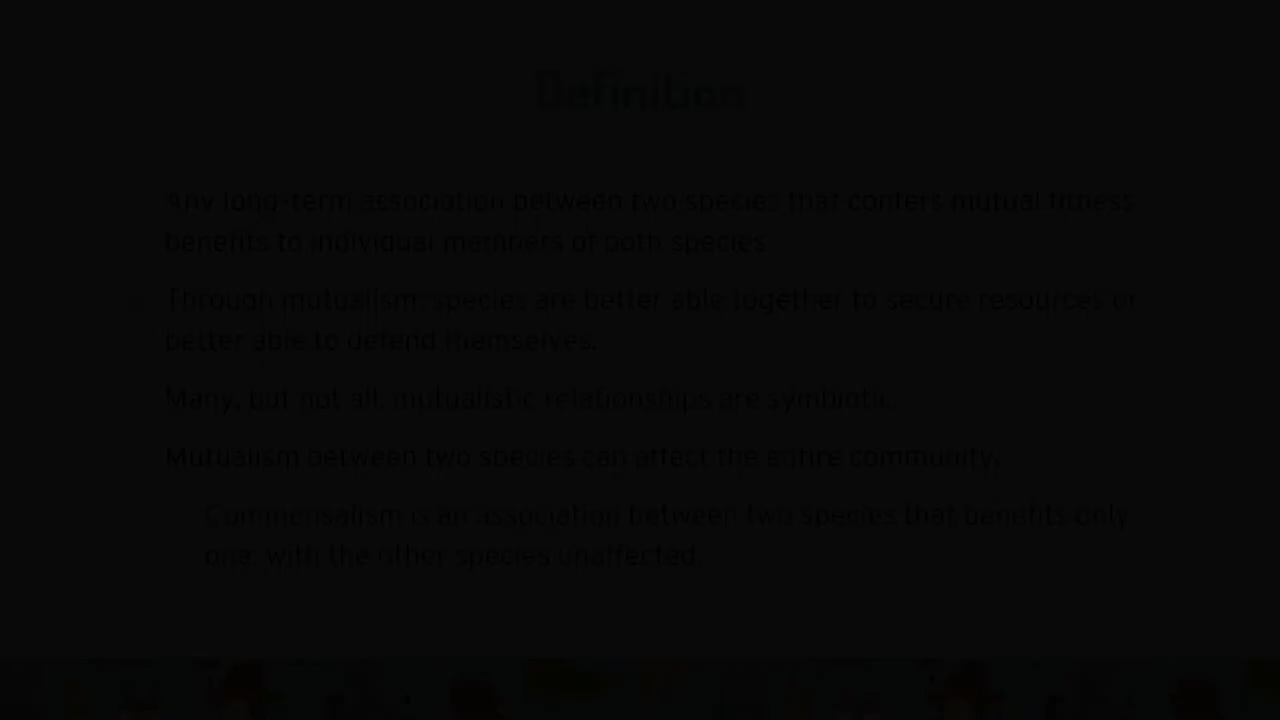 Definition
Any long-term association between two species that confers mutual fitness
benefits to individual members of both species
Through mutualism, species are better able together to secure resources or
better able to defend themselves.
Many, but not all, mutualistic relationships are symbiotic.
Mutualism between two species can affect the entire community.
Commensalism is an association between two species that benefits only
one, with the other species unaffected.